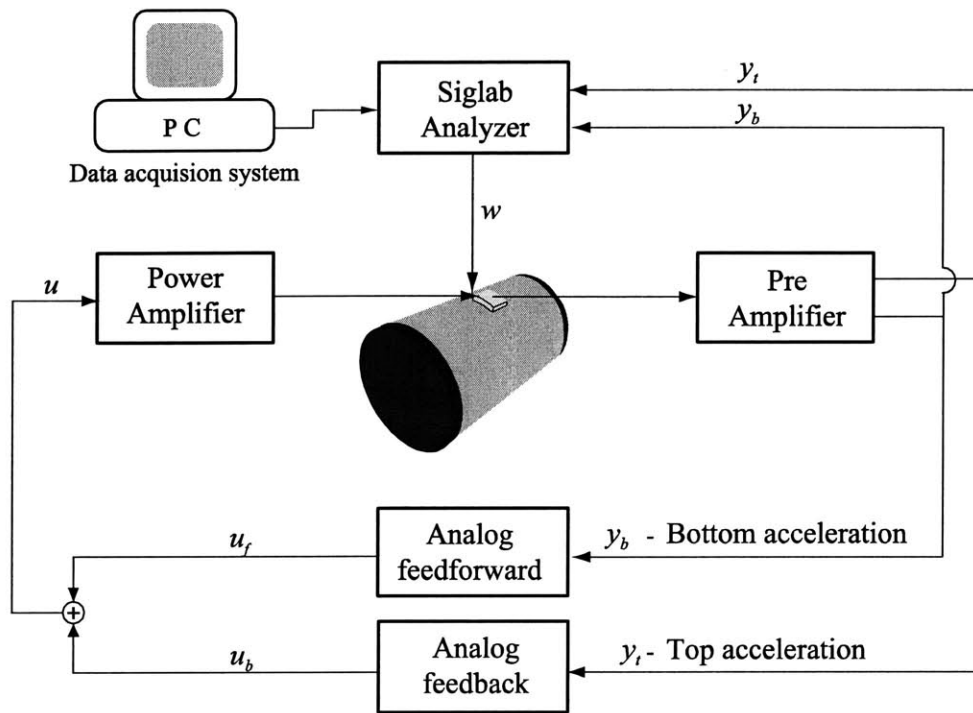 P C
Data acquision system
Siglab
Analyzer
y_t
y_b
w
u
Power
Amplifier
Pre
Amplifier
u_f
Analog
feedforward
y_b - Bottom acceleration
+
u_b
Analog
feedback
y_t - Top acceleration